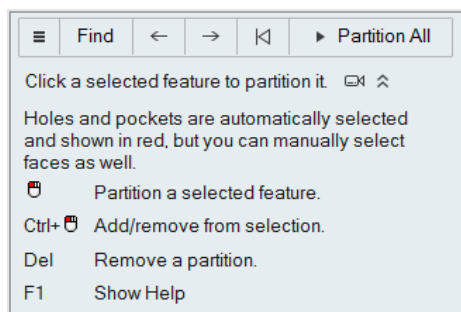 Find Partition All
Click a selected feature to partition it.
Holes and pockets are automatically selected
and shown in red, but you can manually select
faces as well.
Partition a selected feature.
Ctrl+ Add/remove from selection.
Del Remove a partition.
F1 Show Help